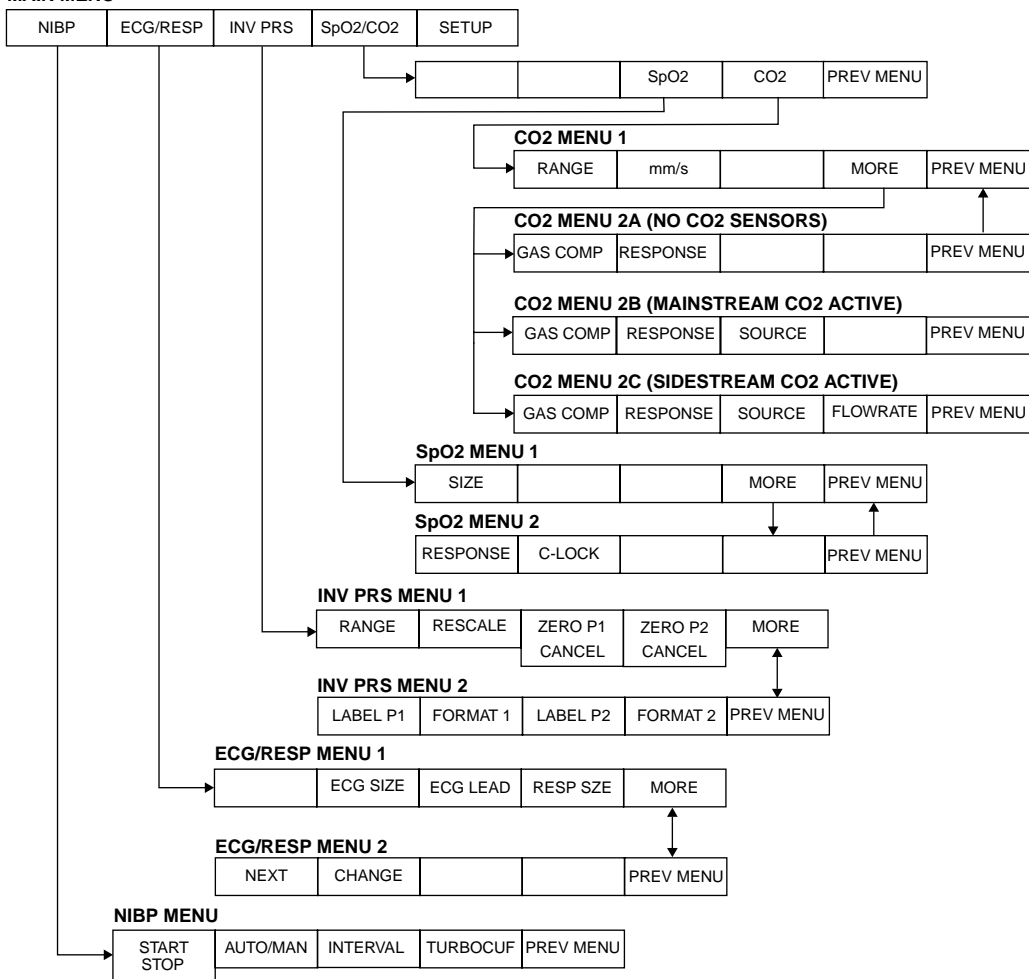 MAIN MENU
NIBP ECG/RESP INV PRS SpO2/CO2 SETUP
SpO2 CO2 PREV MENU
CO2 MENU 1
RANGE mm/s MORE PREV MENU
CO2 MENU 2A (NO CO2 SENSORS)
GAS COMP RESPONSE PREV MENU
CO2 MENU 2B (MAINSTREAM CO2 ACTIVE)
GAS COMP RESPONSE SOURCE PREV MENU
CO2 MENU 2C (SIDESTREAM CO2 ACTIVE)
GAS COMP RESPONSE SOURCE FLOWRATE PREV MENU
SpO2 MENU 1
SIZE MORE PREV MENU
SpO2 MENU 2
RESPONSE C-LOCK PREV MENU
INV PRS MENU 1
RANGE RESCALE ZERO P1 ZERO P2 MORE
CANCEL CANCEL
INV PRS MENU 2
LABEL P1 FORMAT 1 LABEL P2 FORMAT 2 PREV MENU
ECG/RESP MENU 1
ECG SIZE ECG LEAD RESP SZE MORE
ECG/RESP MENU 2
NEXT CHANGE PREV MENU
NIBP MENU
START AUTO/MAN INTERVAL TURBOCUF PREV MENU
STOP